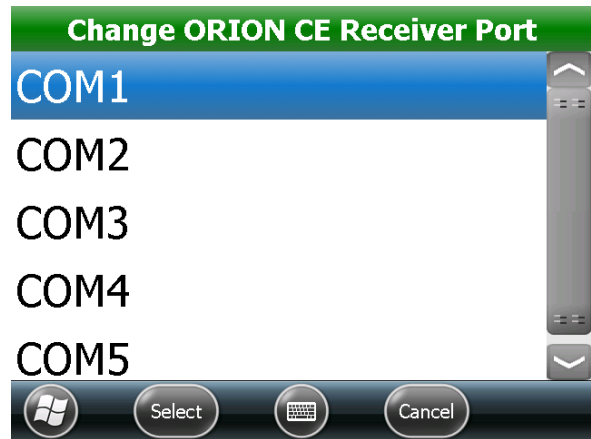 Change ORION CE Receiver Port
COM1
COM2
COM3
COM4
COM5
Select
Cancel